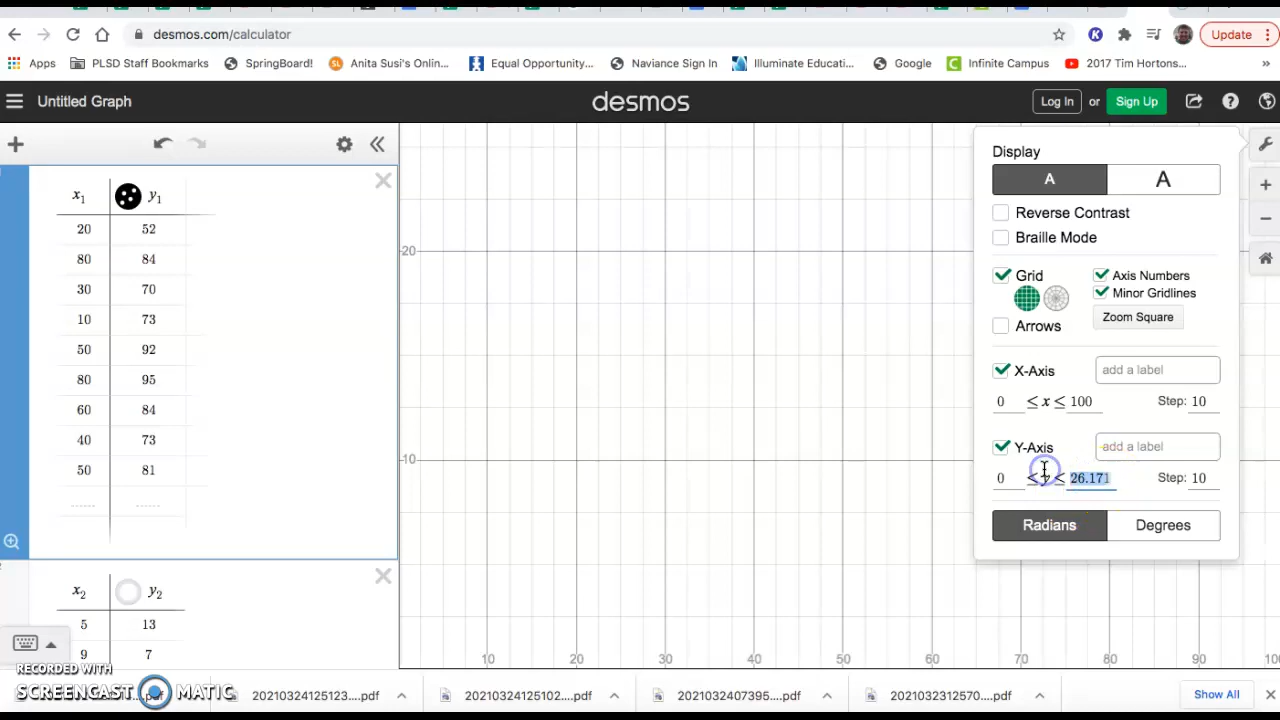 desmos.com/calculator
K
Update
Apps
PLSD Staff Bookmarks
SpringBoard!
SL
Anita Susi's Onlin...
Equal Opportunity...
Naviance Sign In
Illuminate Educati...
Google
C
Infinite Campus
2017 Tim Hortons...
»
Untitled Graph
desmos
Log In or Sign Up
?
x1 y1
20 52
80 84
30 70
10 73
50 92
80 95
60 84
40 73
50 81
x2 y2
5 13
9 7
20
10
10 20 30 40 50 60 70 80 90 100
Display
A A
Reverse Contrast
Braille Mode
Grid
Axis Numbers
Minor Gridlines
Zoom Square
Arrows
X-Axis add a label
0 ≤ x ≤ 100 Step: 10
Y-Axis add a label
0 ≤ y ≤ 26.171 Step: 10
Radians Degrees
RECORDED WITH
SCREENCAST MATIC
.pdf
20210324125123....pdf
20210324125102....pdf
2021032407395....pdf
2021032312570....pdf
Show All